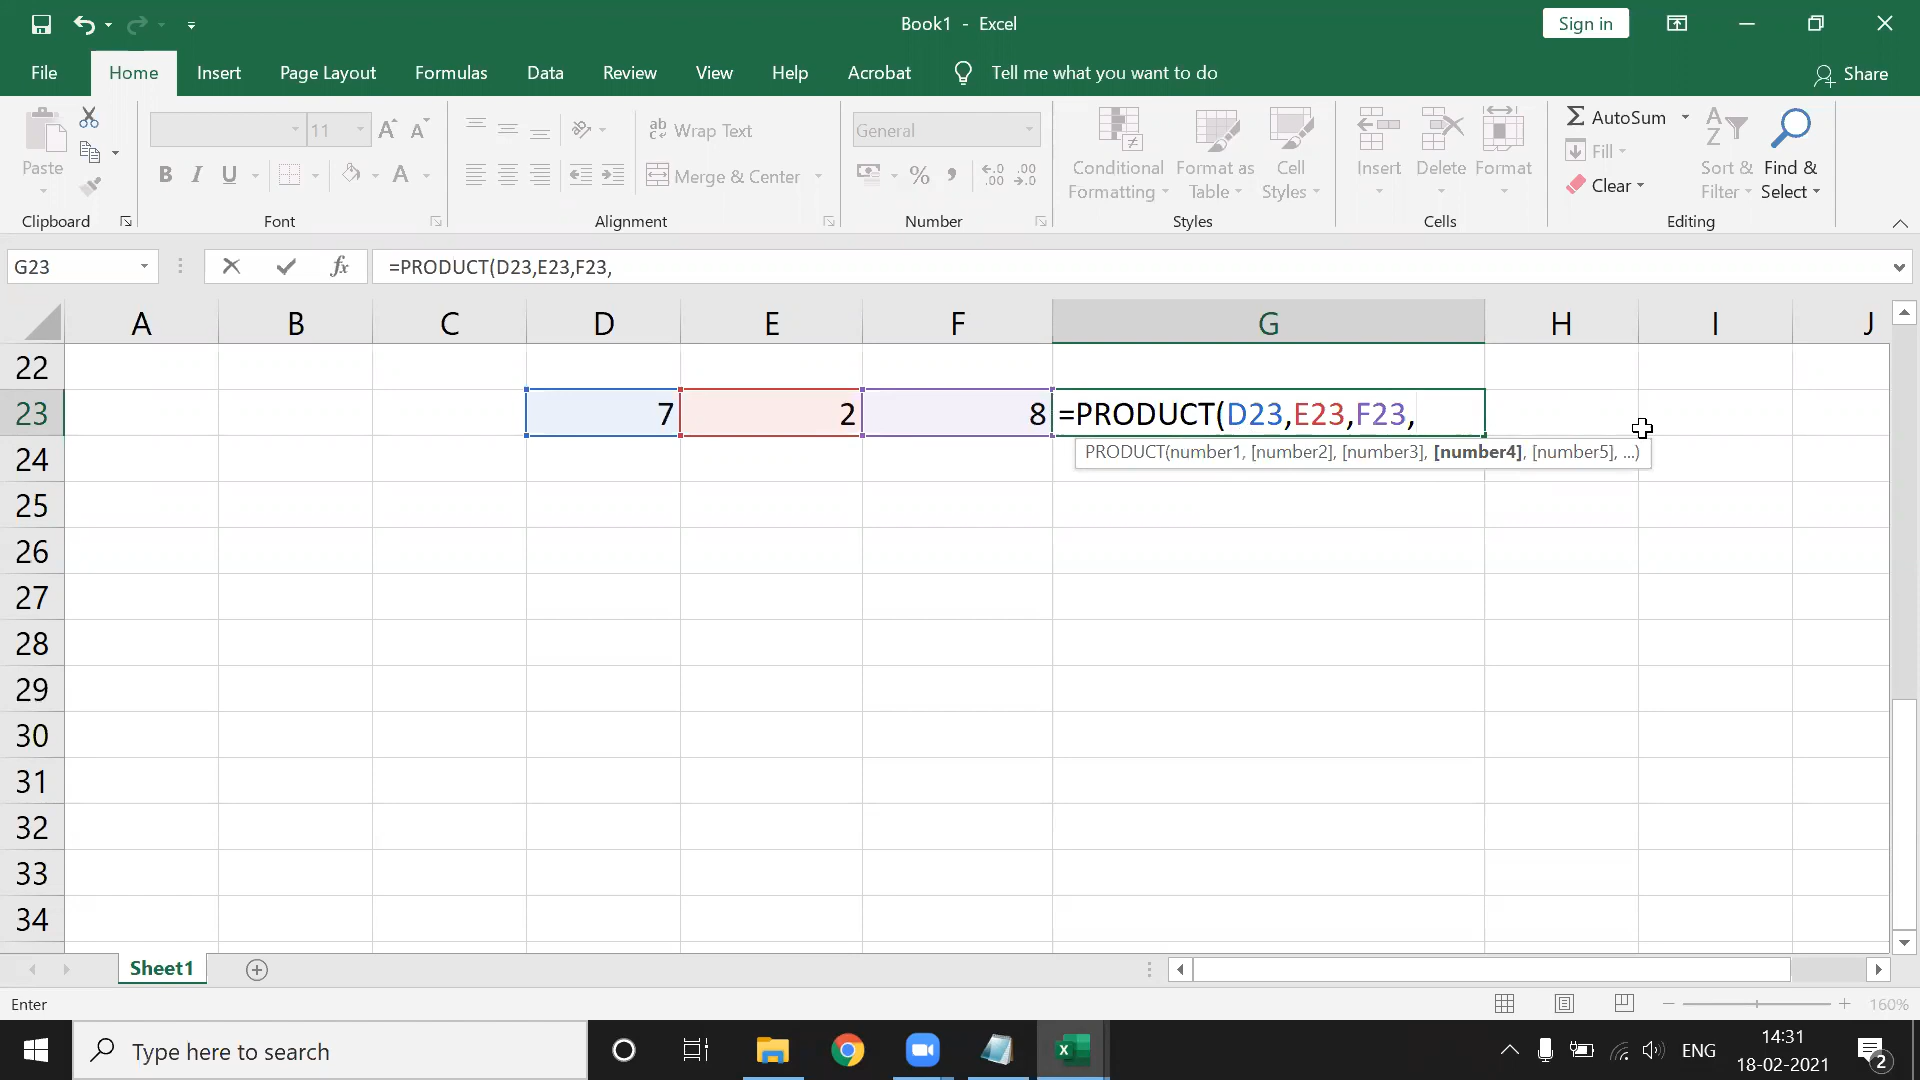 Book1 - Excel
Sign in
File Home Insert Page Layout Formulas Data Review View Help Acrobat Tell me what you want to do Share
Paste
11
ab
c Wrap Text
General
Conditional
Formatting
Format as
Table
Cell
Styles
Insert
Delete
Format
Σ AutoSum
Fill
Clear
Sort &
Filter
Find &
Select
B I U A
Merge & Center
% ,
Clipboard Font Alignment Number Styles Cells Editing
G23 fx =PRODUCT(D23,E23,F23,
A B C D E F G H I J
22
23 7 2 8 =PRODUCT(D23,E23,F23,
PRODUCT(number1, [number2], [number3], [number4], [number5], ...)
24
25
26
27
28
29
30
31
32
33
34
Sheet1
Enter
160%
Type here to search
ENG
14:31
18-02-2021
2